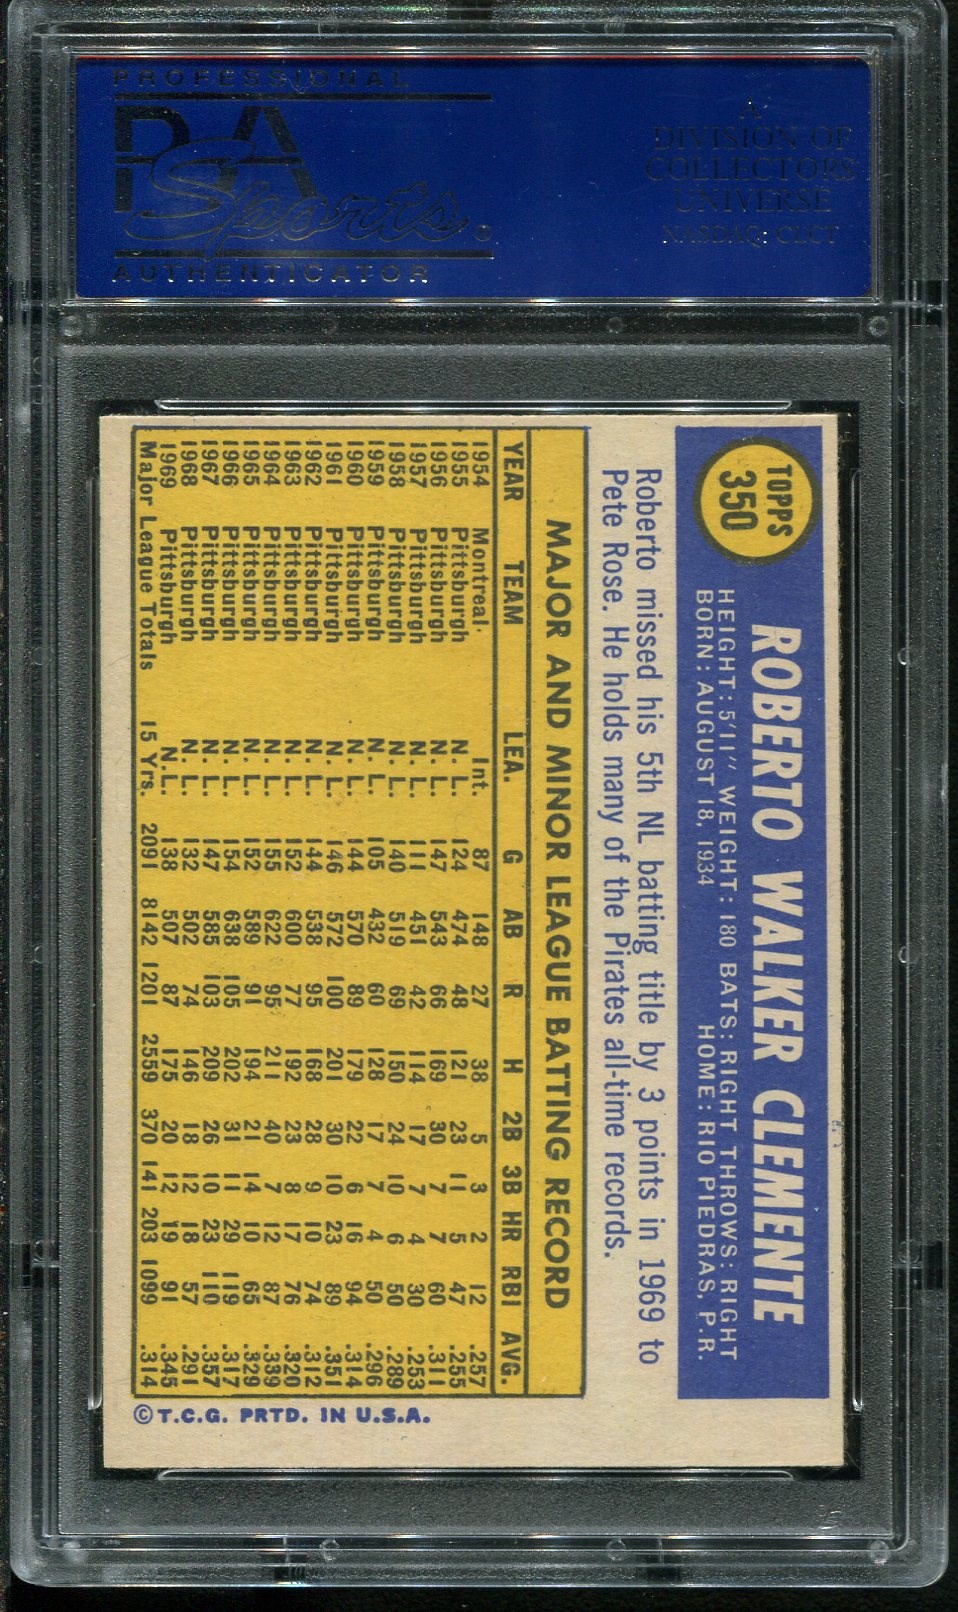 PROFESSIONAL
PSA
Sports®
AUTHENTICATOR
A
DIVISION OF
COLLECTORS
UNIVERSE
NASDAQ: CLCT
TOPPS
350
ROBERTO WALKER CLEMENTE
HEIGHT: 5'11" WEIGHT: 180 BATS: RIGHT THROWS: RIGHT
BORN: AUGUST 18, 1934 HOME: RIO PIEDRAS, P.R.
Roberto missed his 5th NL batting title by 3 points in 1969 to
Pete Rose. He holds many of the Pirates all-time records.
MAJOR AND MINOR LEAGUE BATTING RECORD
YEAR TEAM LEA. G AB R H 2B 3B HR RBI AVG.
1954 Montreal Int. 87 148 27 38 5 3 2 12 .257
1955 Pittsburgh N.L. 124 474 48 121 23 11 5 47 .255
1956 Pittsburgh N.L. 147 543 66 169 30 7 7 60 .311
1957 Pittsburgh N.L. 111 451 42 114 17 7 4 30 .253
1958 Pittsburgh N.L. 140 519 69 150 24 10 6 50 .289
1959 Pittsburgh N.L. 105 432 60 128 17 7 4 50 .296
1960 Pittsburgh N.L. 144 570 89 179 22 6 16 94 .314
1961 Pittsburgh N.L. 146 572 100 201 30 10 23 89 .351
1962 Pittsburgh N.L. 144 538 95 168 28 9 10 74 .312
1963 Pittsburgh N.L. 152 600 77 192 23 8 17 76 .320
1964 Pittsburgh N.L. 155 622 95 211 40 7 12 87 .339
1965 Pittsburgh N.L. 152 589 91 194 21 14 10 65 .329
1966 Pittsburgh N.L. 154 638 105 202 31 11 29 119 .317
1967 Pittsburgh N.L. 147 585 103 209 26 10 23 110 .357
1968 Pittsburgh N.L. 132 502 74 146 18 12 18 57 .291
1969 Pittsburgh N.L. 138 507 87 175 20 12 19 91 .345
Major League Totals 15 Yrs. 2091 8142 1201 2559 370 141 203 1099 .314
© T.C.G. PRTD. IN U.S.A.